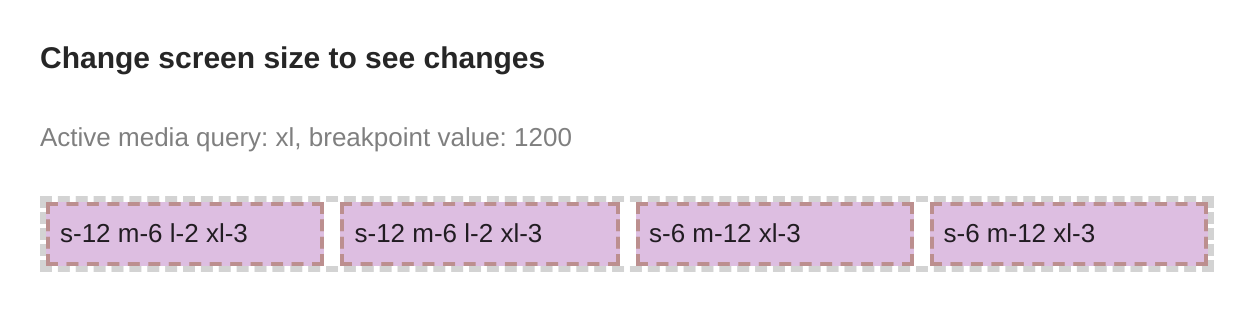 Change screen size to see changes
Active media query: xl, breakpoint value: 1200
s-12 m-6 l-2 xl-3
s-12 m-6 l-2 xl-3
s-6 m-12 xl-3
s-6 m-12 xl-3